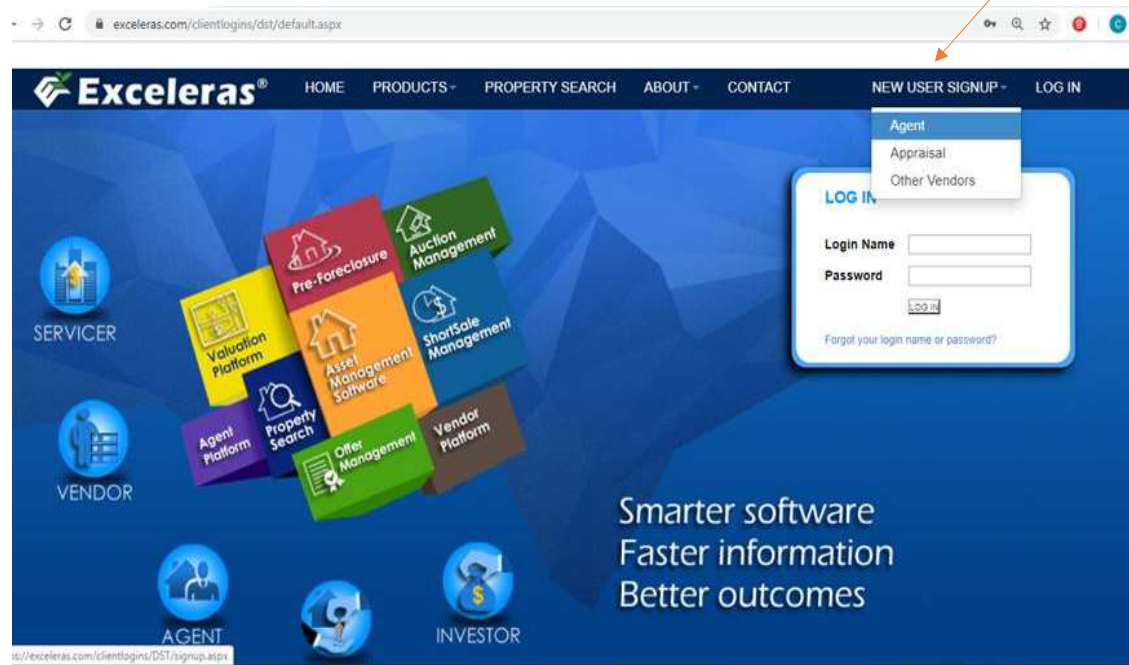 exceleras.com/clientlogins/dst/default.aspx
Exceleras®
HOME PRODUCTS PROPERTY SEARCH ABOUT CONTACT NEW USER SIGNUP LOG IN
Agent
Appraisal
Other Vendors
LOG IN
Login Name
Password
LOG IN
Forgot your login name or password?
Pre-Foreclosure
Auction
Management
Valuation
Platform
Asset
Management
Software
ShortSale
Management
Agent
Platform
Property
Search
Offer
Management
Vendor
Platform
SERVICER
VENDOR
AGENT
INVESTOR
Smarter software
Faster information
Better outcomes
s://exceleras.com/clientlogins/DST/signup.aspx